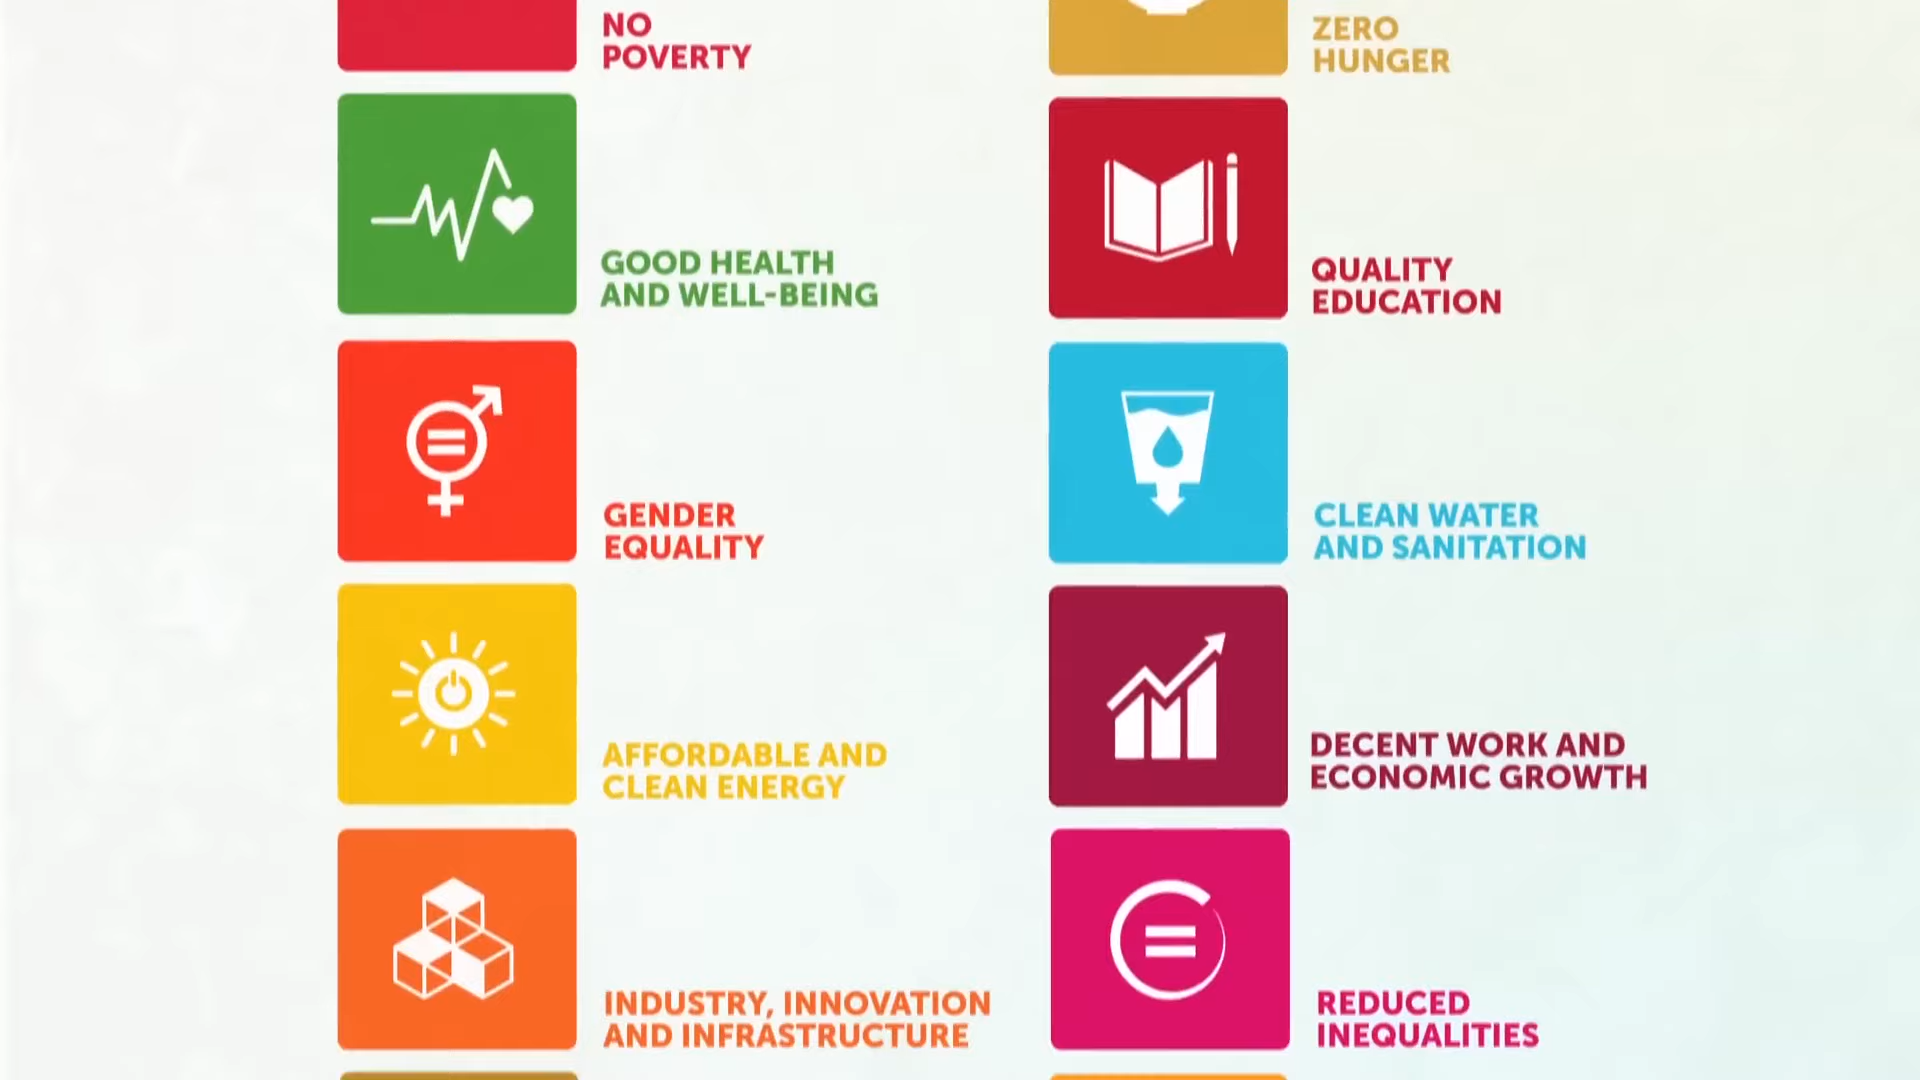 NO
POVERTY
ZERO
HUNGER
GOOD HEALTH
AND WELL-BEING
QUALITY
EDUCATION
GENDER
EQUALITY
CLEAN WATER
AND SANITATION
AFFORDABLE AND
CLEAN ENERGY
DECENT WORK AND
ECONOMIC GROWTH
INDUSTRY, INNOVATION
AND INFRASTRUCTURE
REDUCED
INEQUALITIES